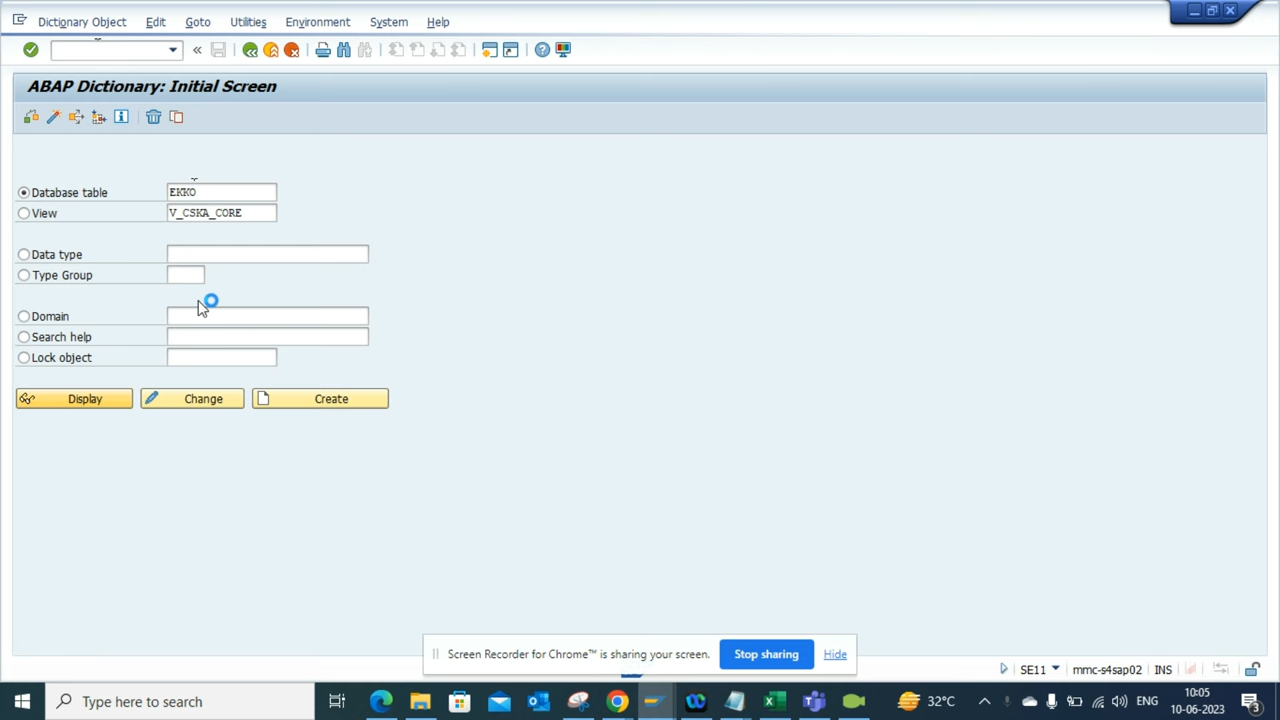 Dictionary Object Edit Goto Utilities Environment System Help
ABAP Dictionary: Initial Screen
Database table EKKO
View V_CSKA_CORE
Data type
Type Group
Domain
Search help
Lock object
Display Change Create
Screen Recorder for Chrome™ is sharing your screen. Stop sharing Hide
SE11 mmc-s4sap02 INS
Type here to search 32°C ENG 10:05
10-06-2023 3